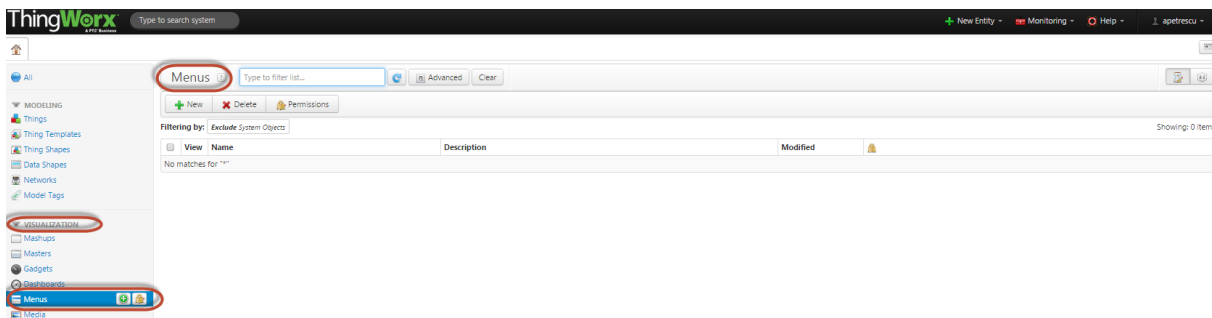 ThingWorx
A PTC Business
Type to search system
New Entity
Monitoring
Help
apetrescu
All
Menus
Type to filter list...
Advanced
Clear
MODELING
New
Delete
Permissions
Things
Filtering by: Exclude System Objects
Showing: 0 item
Thing Templates
Thing Shapes
View Name Description Modified
Data Shapes
No matches for "*"
Networks
Model Tags
VISUALIZATION
Mashups
Masters
Gadgets
Dashboards
Menus
Media